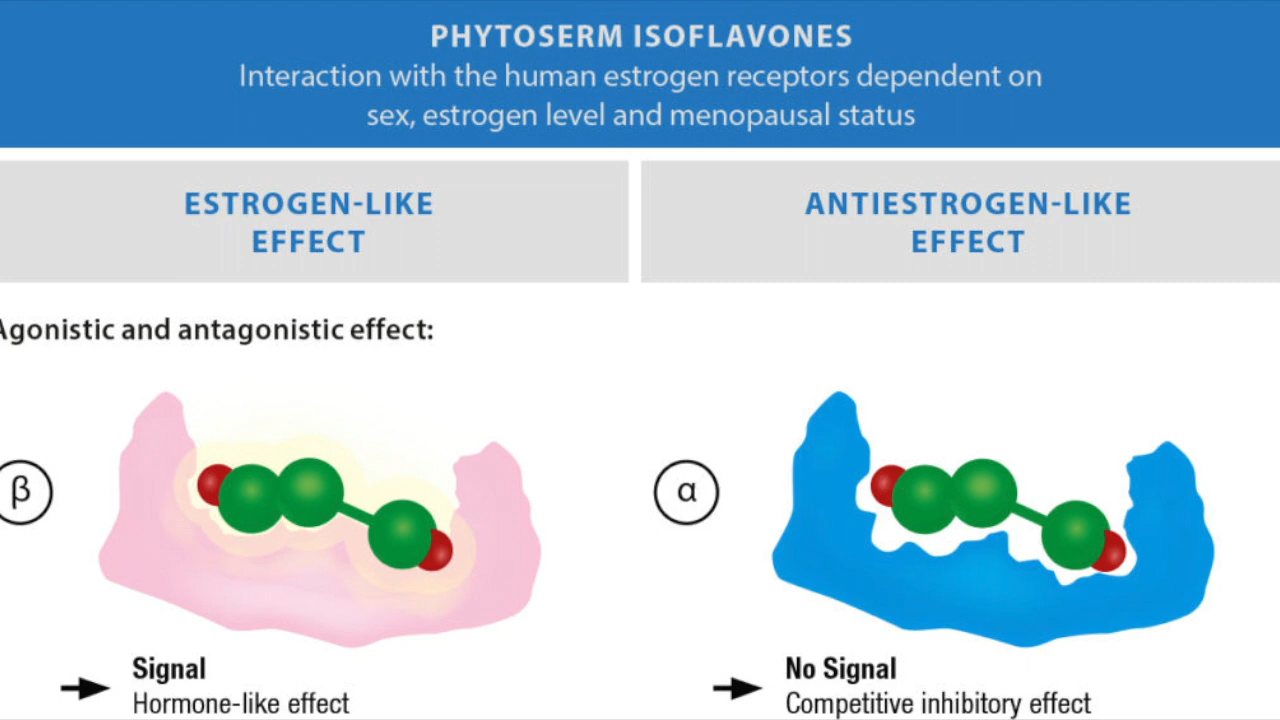 PHYTOSERM ISOFLAVONES
Interaction with the human estrogen receptors dependent on
sex, estrogen level and menopausal status
ESTROGEN-LIKE
EFFECT
ANTIESTROGEN-LIKE
EFFECT
Agonistic and antagonistic effect:
β
α
Signal
Hormone-like effect
No Signal
Competitive inhibitory effect